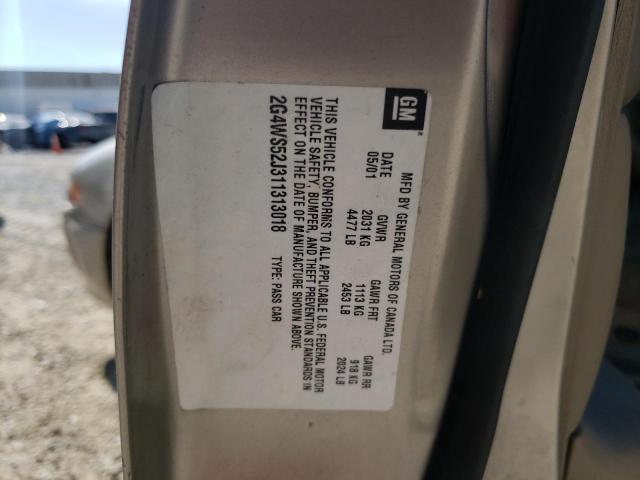 GM
MFD BY GENERAL MOTORS OF CANADA LTD.
DATE GVWR GAWR FRT GAWR RR
05/01 2031 KG 1113 KG 918 KG
4477 LB 2453 LB 2024 LB
THIS VEHICLE CONFORMS TO ALL APPLICABLE U.S. FEDERAL MOTOR
VEHICLE SAFETY, BUMPER, AND THEFT PREVENTION STANDARDS IN
EFFECT ON THE DATE OF MANUFACTURE SHOWN ABOVE.
2G4WS52J311313018 TYPE: PASS CAR